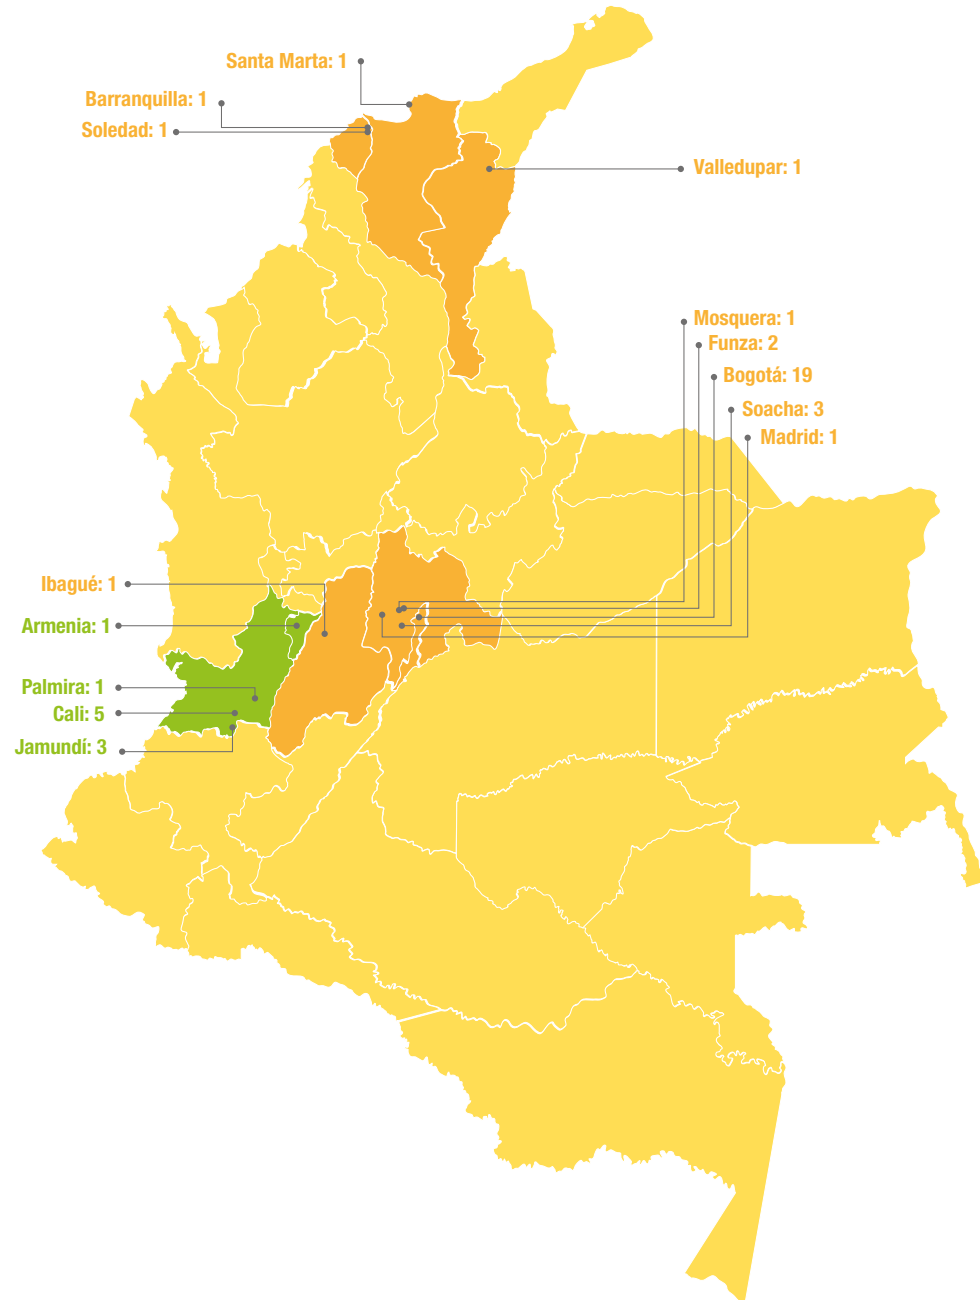 Santa Marta: 1
Barranquilla: 1
Soledad: 1
Valledupar: 1
Mosquera: 1
Funza: 2
Bogotá: 19
Soacha: 3
Madrid: 1
Ibagué: 1
Armenia: 1
Palmira: 1
Cali: 5
Jamundí: 3